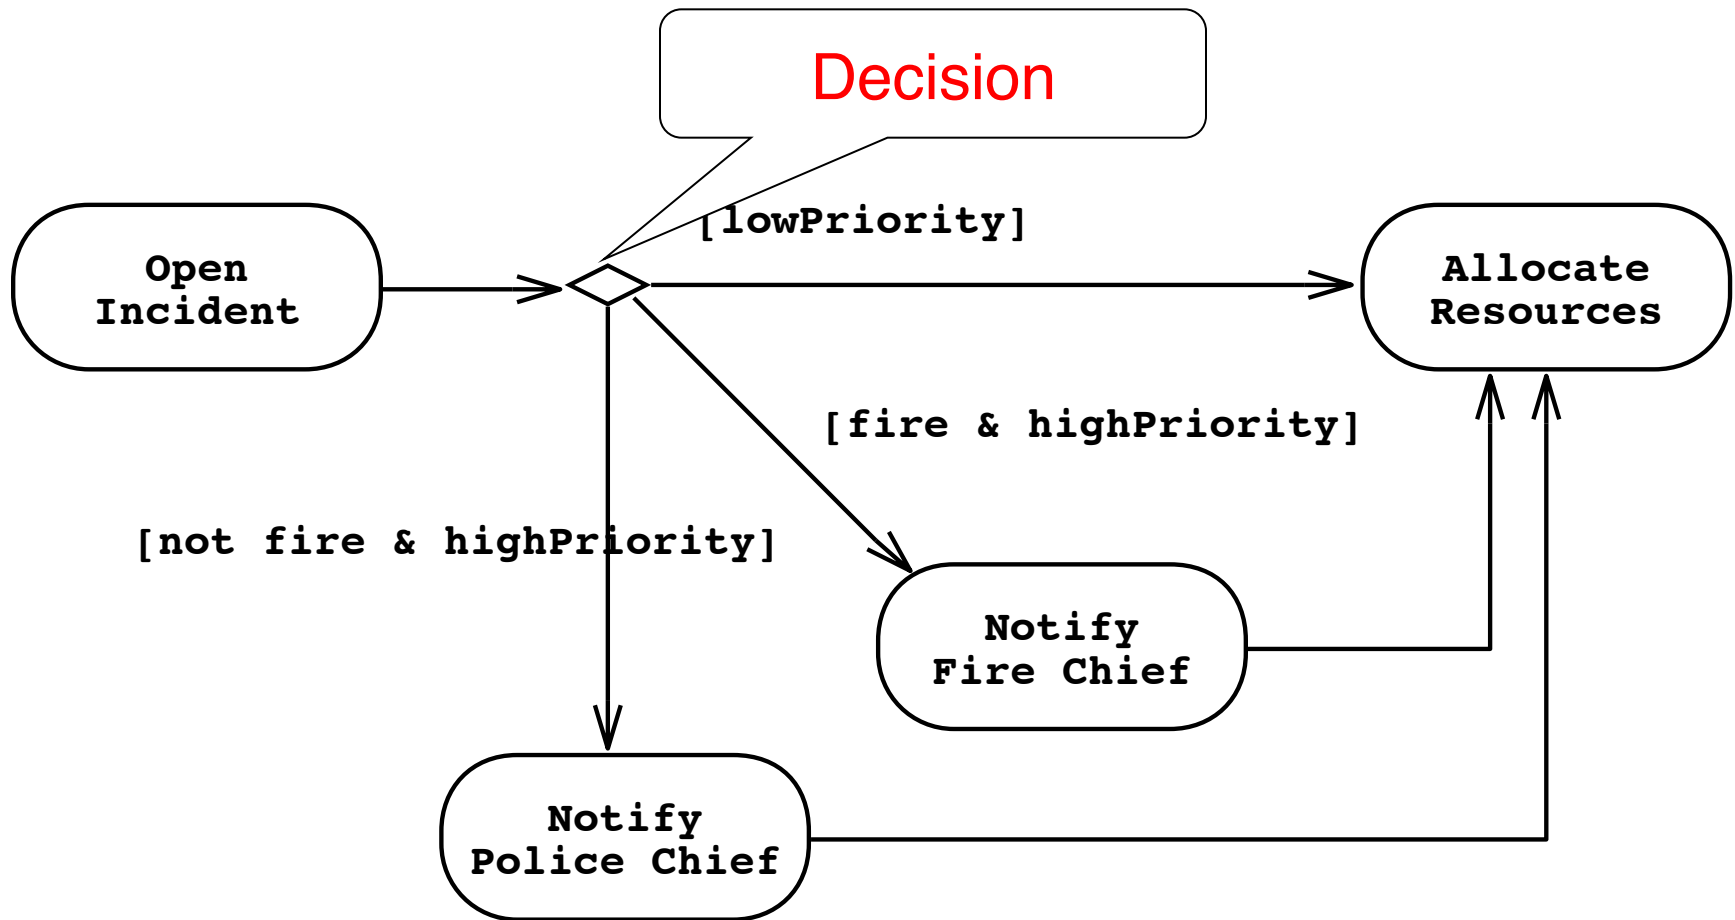 Decision
[lowPriority]
Open
Incident
Allocate
Resources
[fire & highPriority]
[not fire & highPriority]
Notify
Fire Chief
Notify
Police Chief